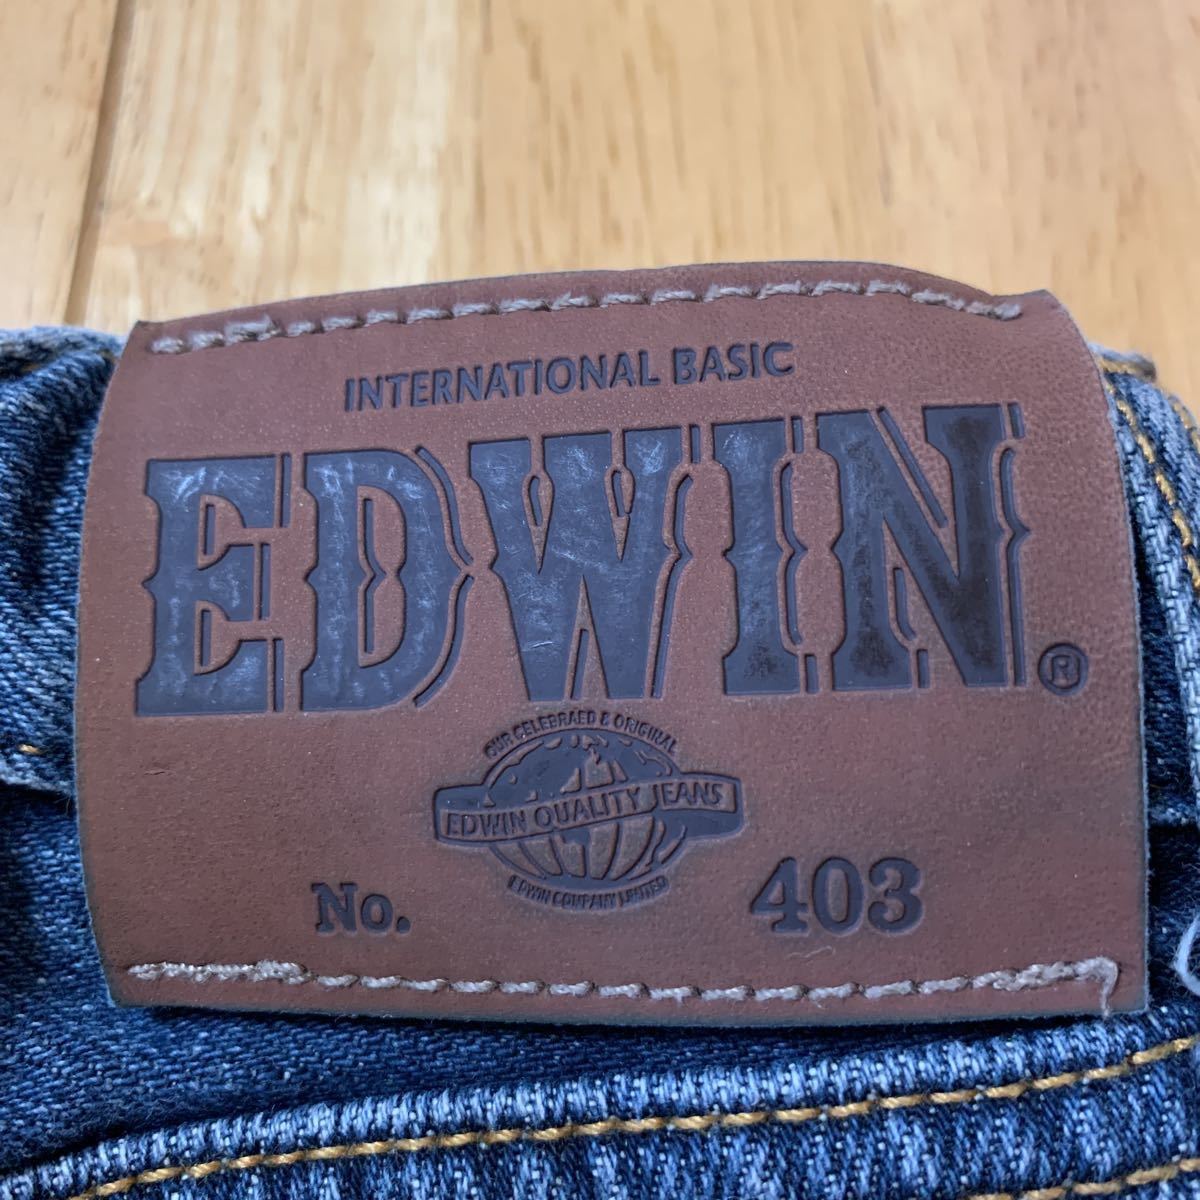 INTERNATIONAL BASIC
EDWIN®
OUR CELEBRAED & ORIGINAL
EDWIN QUALITY JEANS
EDWIN COMPANY LIMITED
No. 403